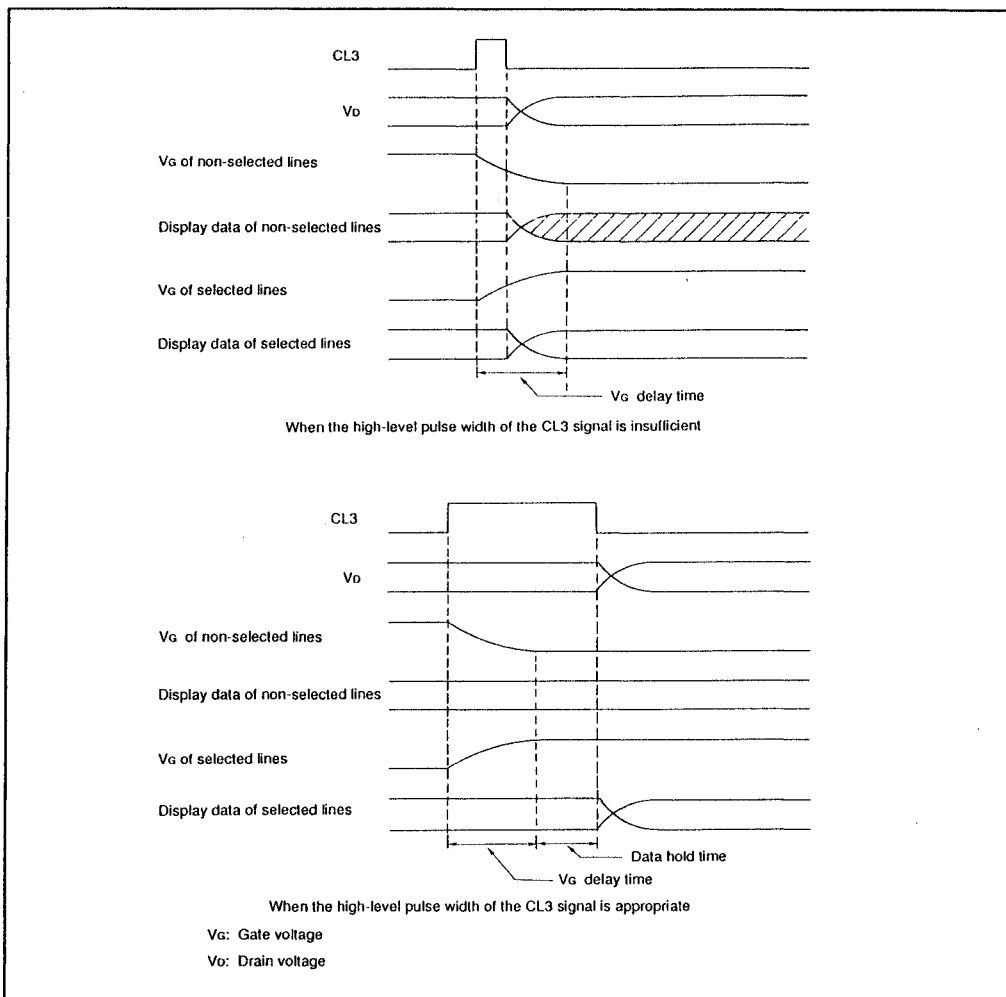 CL3
VD
VG of non-selected lines
Display data of non-selected lines
VG of selected lines
Display data of selected lines
VG delay time
When the high-level pulse width of the CL3 signal is insufficient
CL3
VD
VG of non-selected lines
Display data of non-selected lines
VG of selected lines
Display data of selected lines
Data hold time
VG delay time
When the high-level pulse width of the CL3 signal is appropriate
VG: Gate voltage
VD: Drain voltage